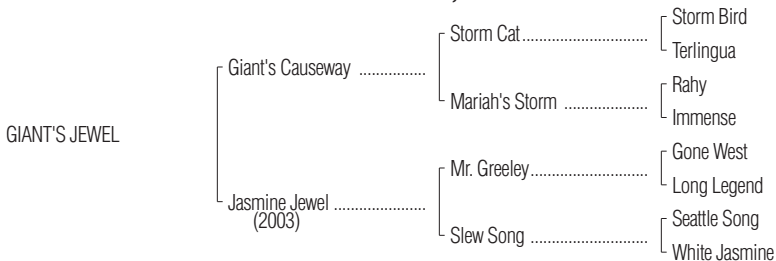 Storm Bird
Storm Cat..............................
Terlingua
Giant's Causeway ................
Rahy
Mariah's Storm ....................
Immense
GIANT'S JEWEL
Gone West
Mr. Greeley............................
Long Legend
Jasmine Jewel ......................
(2003)
Seattle Song
Slew Song ............................
White Jasmine